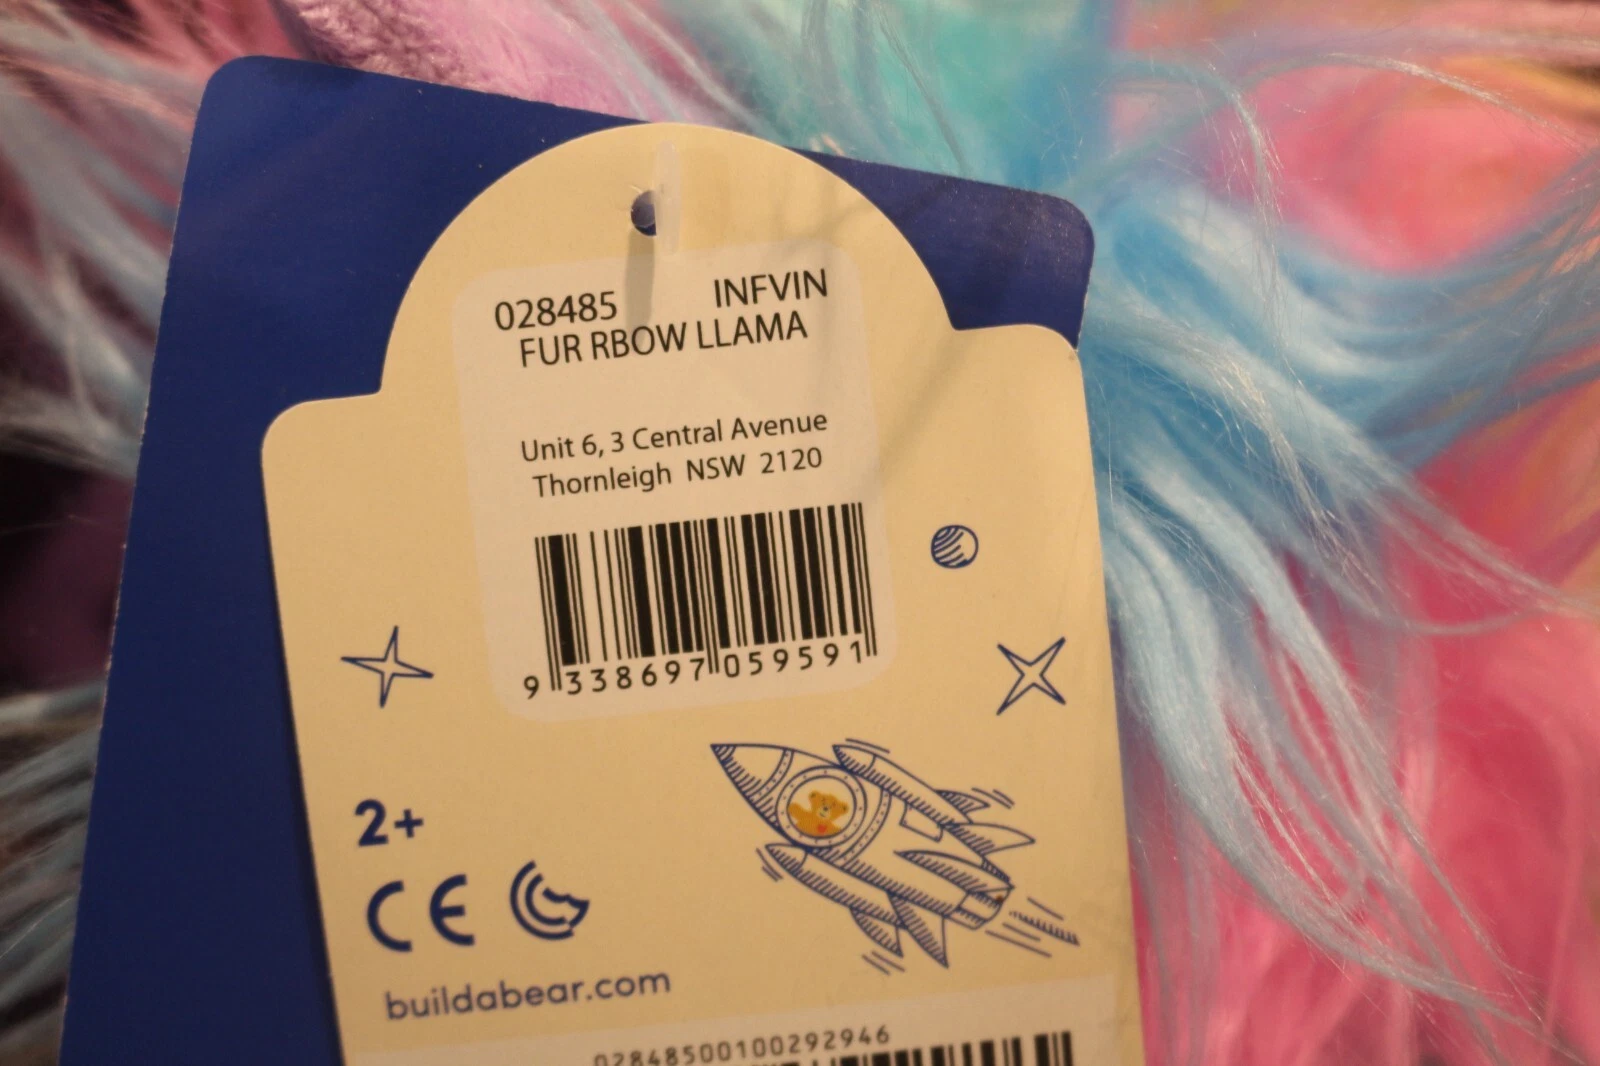 028485 INFVIN
FUR RBOW LLAMA
Unit 6, 3 Central Avenue
Thornleigh NSW 2120
9 338697 059591
2+
CE
buildabear.com
02848500100292946